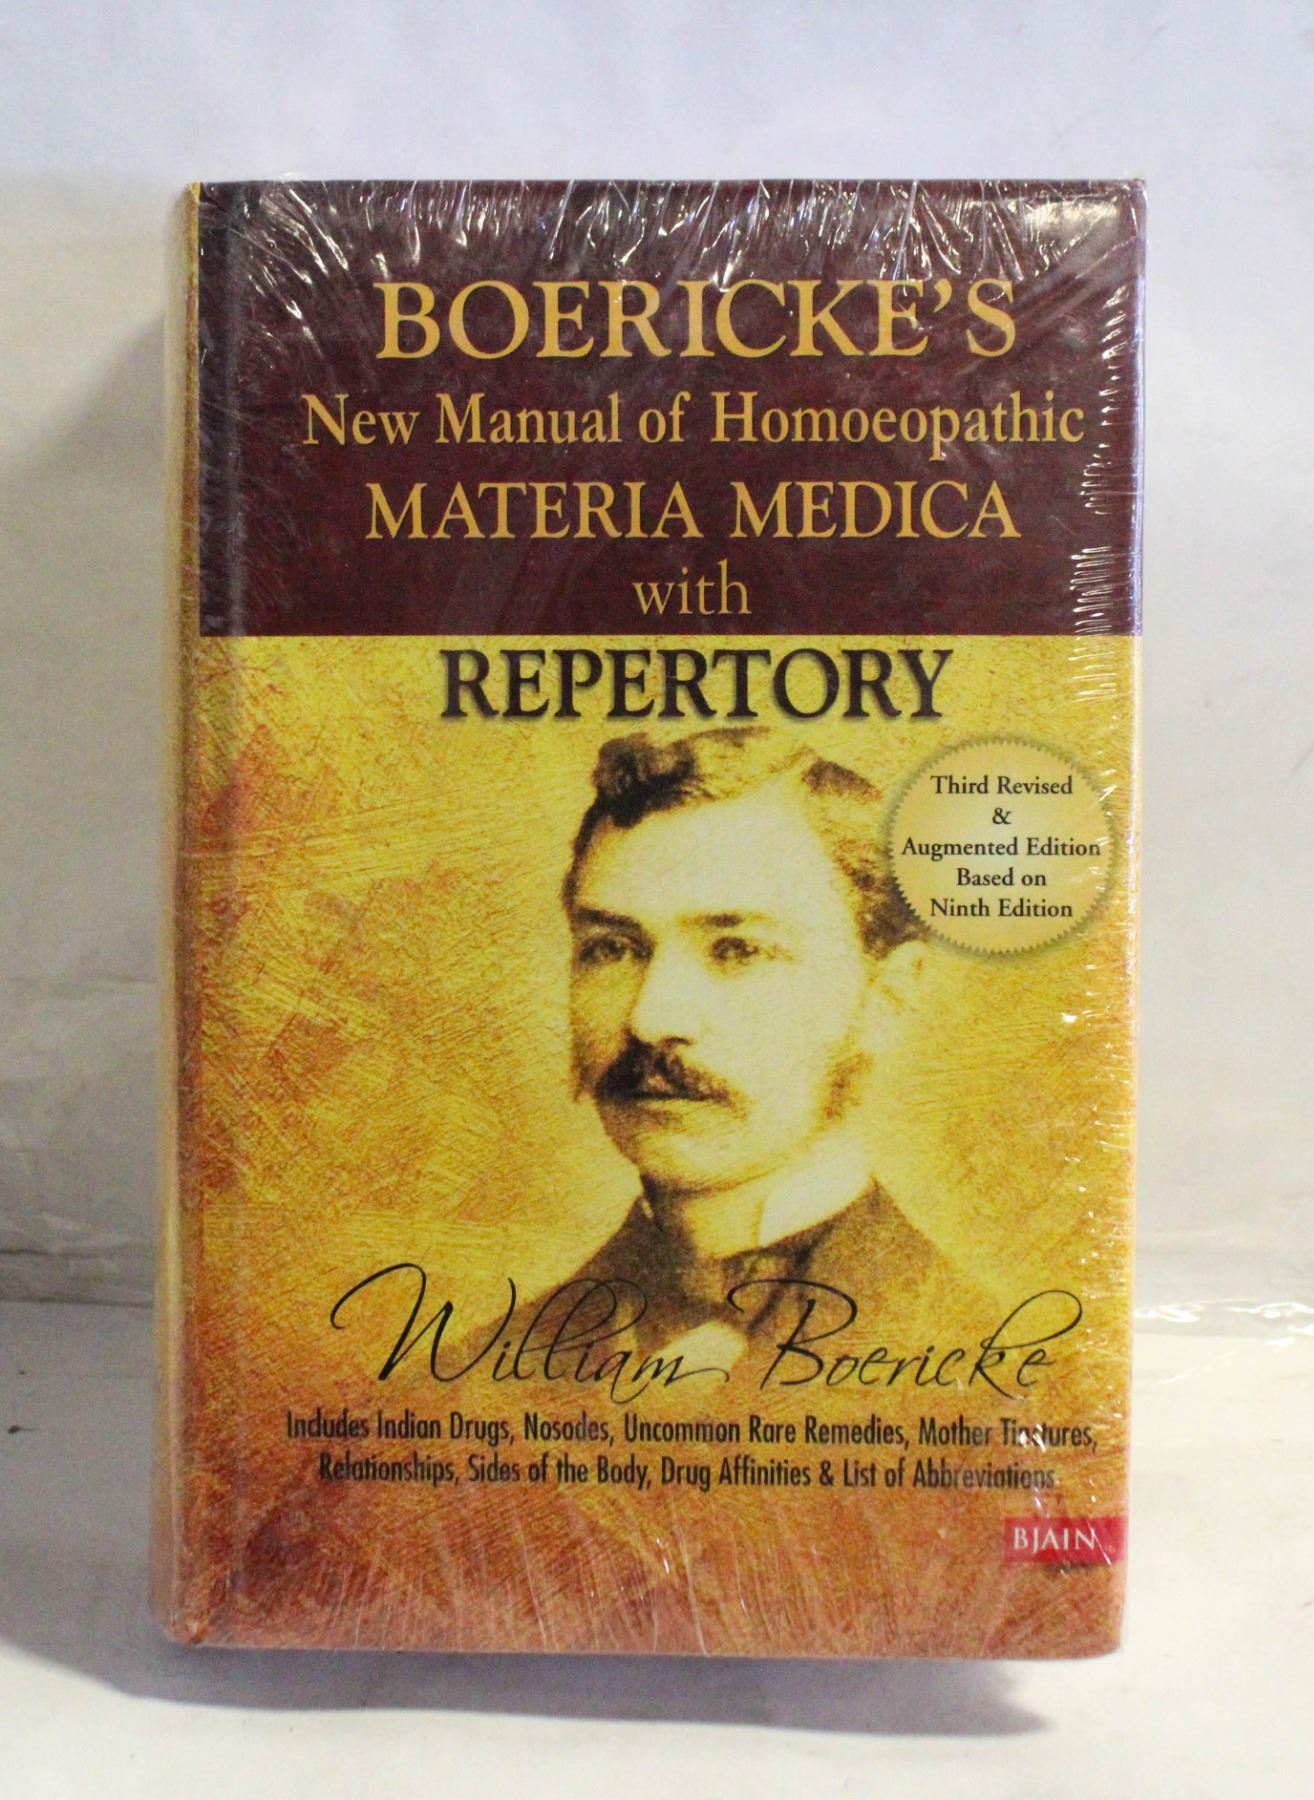 BOERICKE'S
New Manual of Homoeopathic
MATERIA MEDICA
with
REPERTORY
Third Revised
&
Augmented Edition
Based on
Ninth Edition
William Boericke
Includes Indian Drugs, Nosodes, Uncommon Rare Remedies, Mother Tinctures,
Relationships, Sides of the Body, Drug Affinities & List of Abbreviations
BJAIN